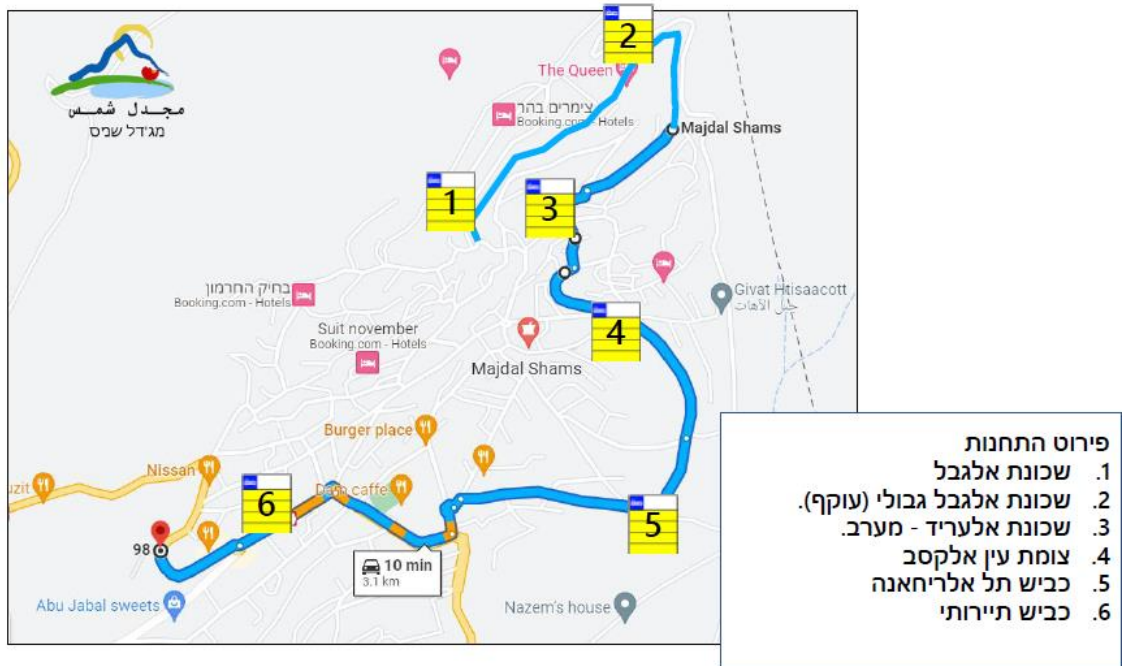 مجدل شمس
מג'דל שמס
2
The Queen
צימרים בהר
Booking.com - Hotels
Majdal Shams
1
3
בחיק החרמון
Booking.com - Hotels
Givat Htisaacott
جبل الآهات
Suit november
Booking.com - Hotels
4
Majdal Shams
Burger place
Nissan
uzit
Dam caffe
6
5
98
10 min
3.1 km
Abu Jabal sweets
Nazem's house
פירוט התחנות
1. שכונת אלגבל
2. שכונת אלגבל גבולי (עוקף).
3. שכונת אלעריד - מערב.
4. צומת עין אלקסב
5. כביש תל אלריחאנה
6. כביש תיירותי